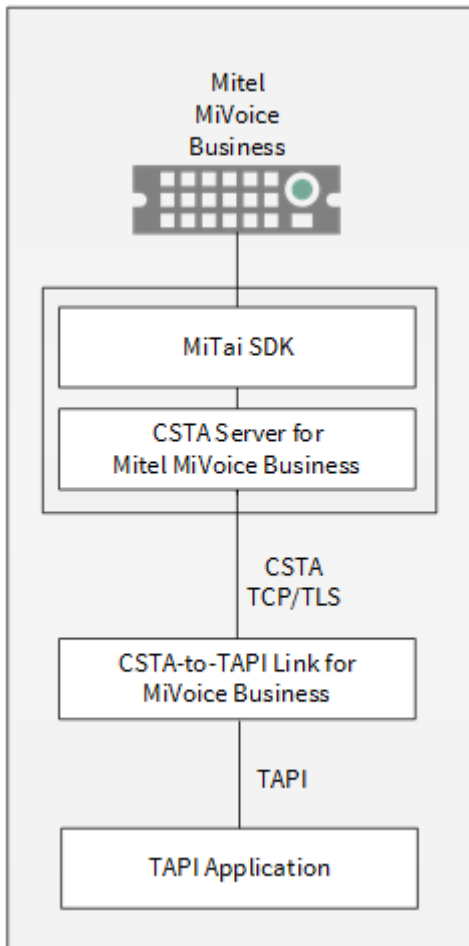 Mitel
MiVoice
Business
MiTai SDK
CSTA Server for
Mitel MiVoice Business
CSTA
TCP/TLS
CSTA-to-TAPI Link for
MiVoice Business
TAPI
TAPI Application